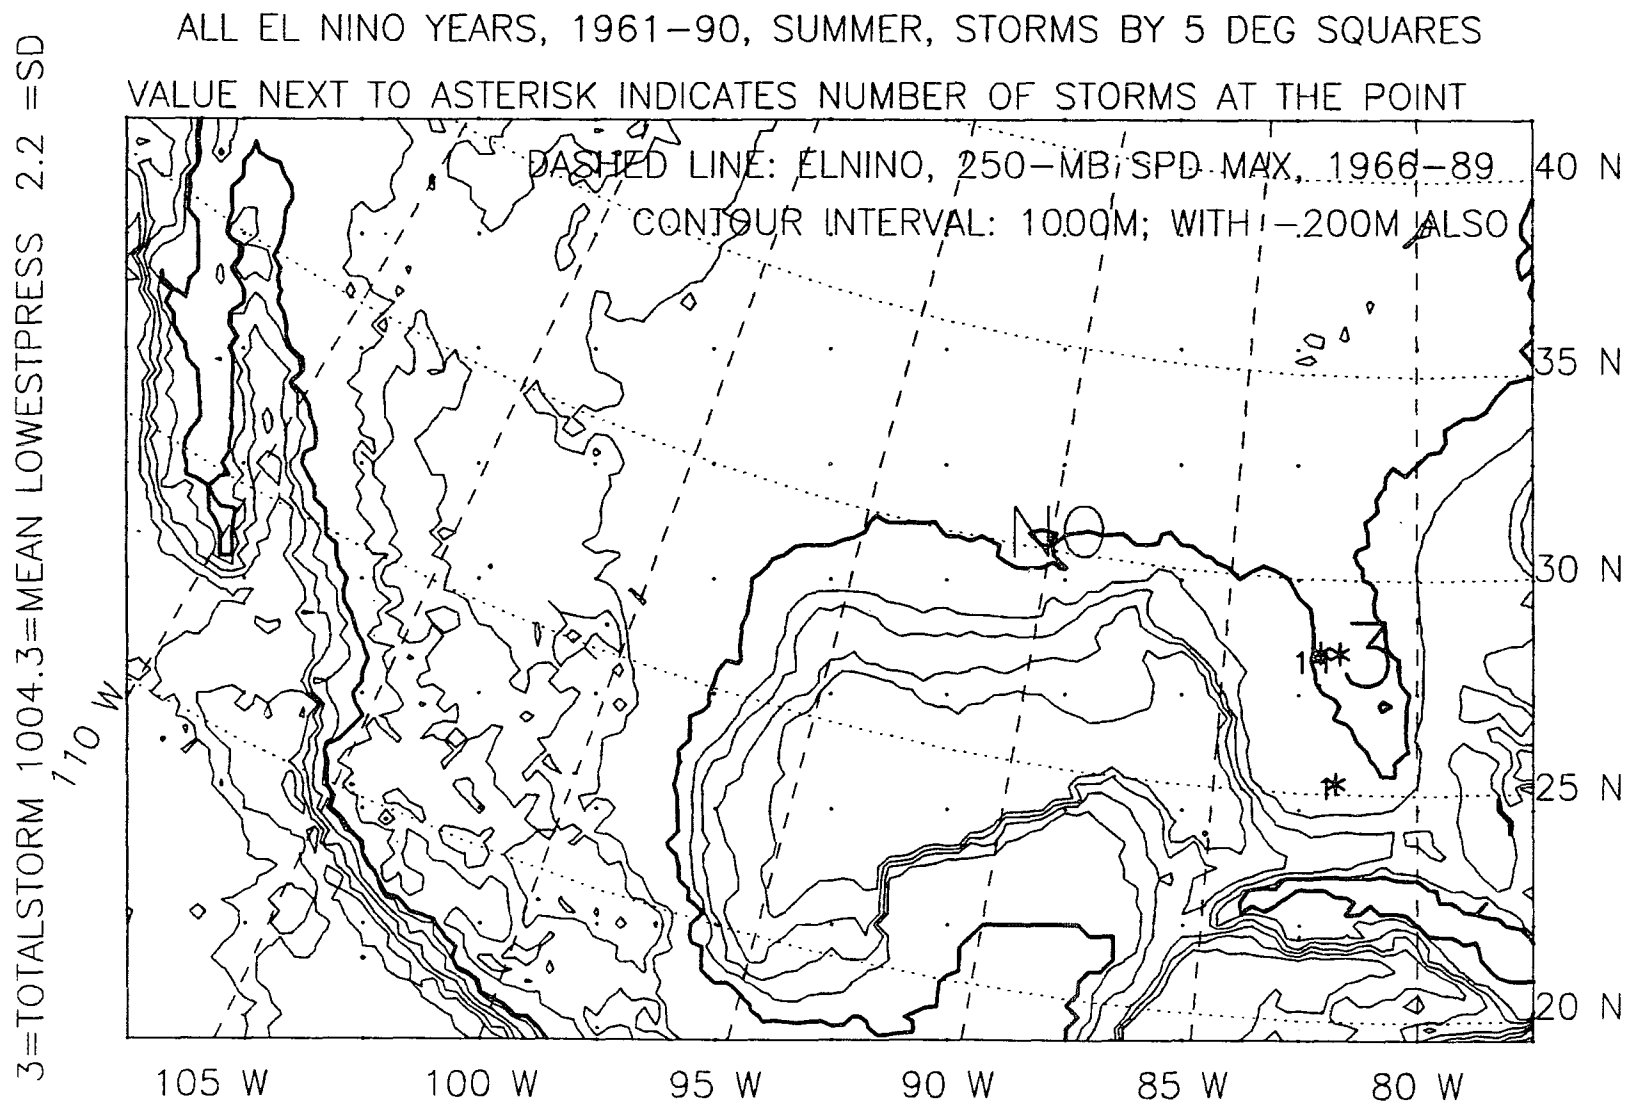 ALL EL NINO YEARS, 1961-90, SUMMER, STORMS BY 5 DEG SQUARES
VALUE NEXT TO ASTERISK INDICATES NUMBER OF STORMS AT THE POINT
DASHED LINE: ELNINO, 250-MB SPD MAX, 1966-89
CONTOUR INTERVAL: 1000M; WITH -.200M ALSO
3=TOTALSTORM 1004.3=MEAN LOWESTPRESS 2.2 =SD
40 N
35 N
NO
30 N
1* 1* 3
110 W
1*
25 N
20 N
105 W 100 W 95 W 90 W 85 W 80 W